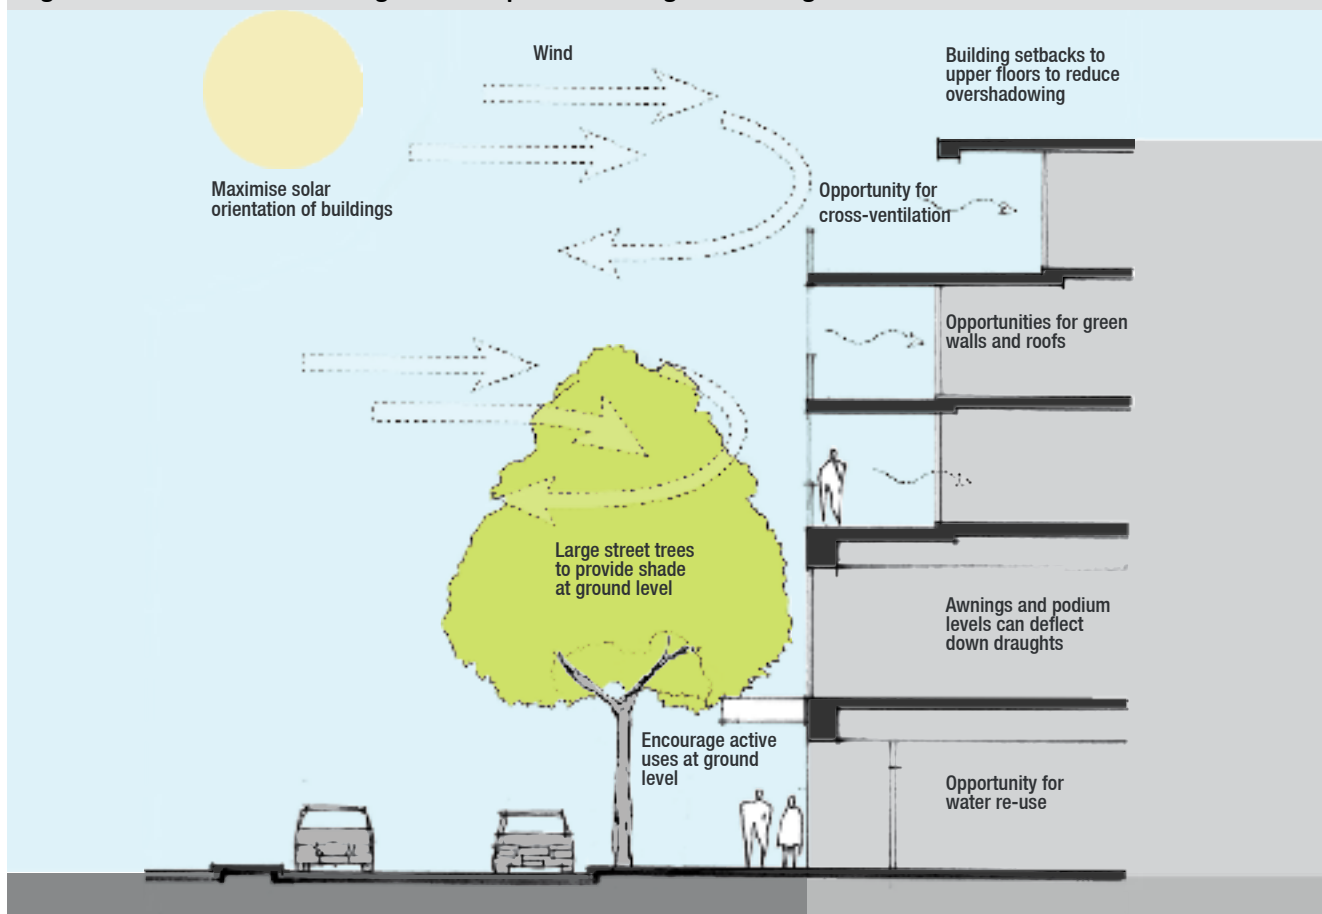 Wind
Building setbacks to
upper floors to reduce
overshadowing
Maximise solar
orientation of buildings
Opportunity for
cross-ventilation
Opportunities for green
walls and roofs
Large street trees
to provide shade
at ground level
Awnings and podium
levels can deflect
down draughts
Encourage active
uses at ground
level
Opportunity for
water re-use